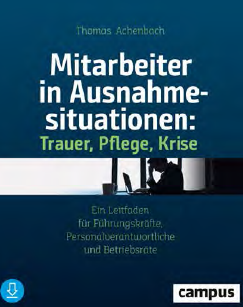 Thomas Achenbach
Mitarbeiter
in Ausnahme-
situationen:
Trauer, Pflege, Krise
Ein Leitfaden
für Führungskräfte,
Personalverantwortliche
und Betriebsräte
campus